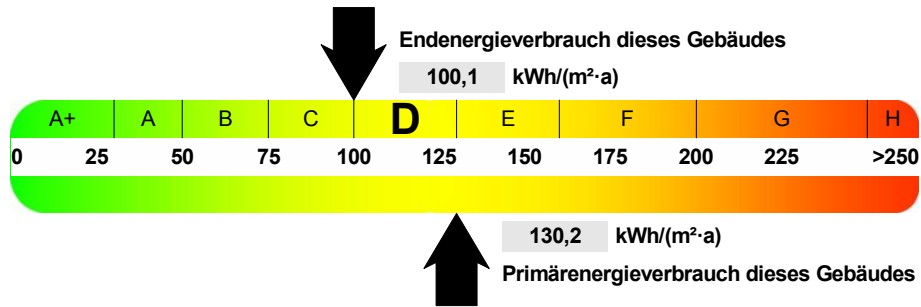 Endenergieverbrauch dieses Gebäudes
100,1 kWh/(m²·a)
A+ A B C D E F G H
0 25 50 75 100 125 150 175 200 225 >250
130,2 kWh/(m²·a)
Primärenergieverbrauch dieses Gebäudes